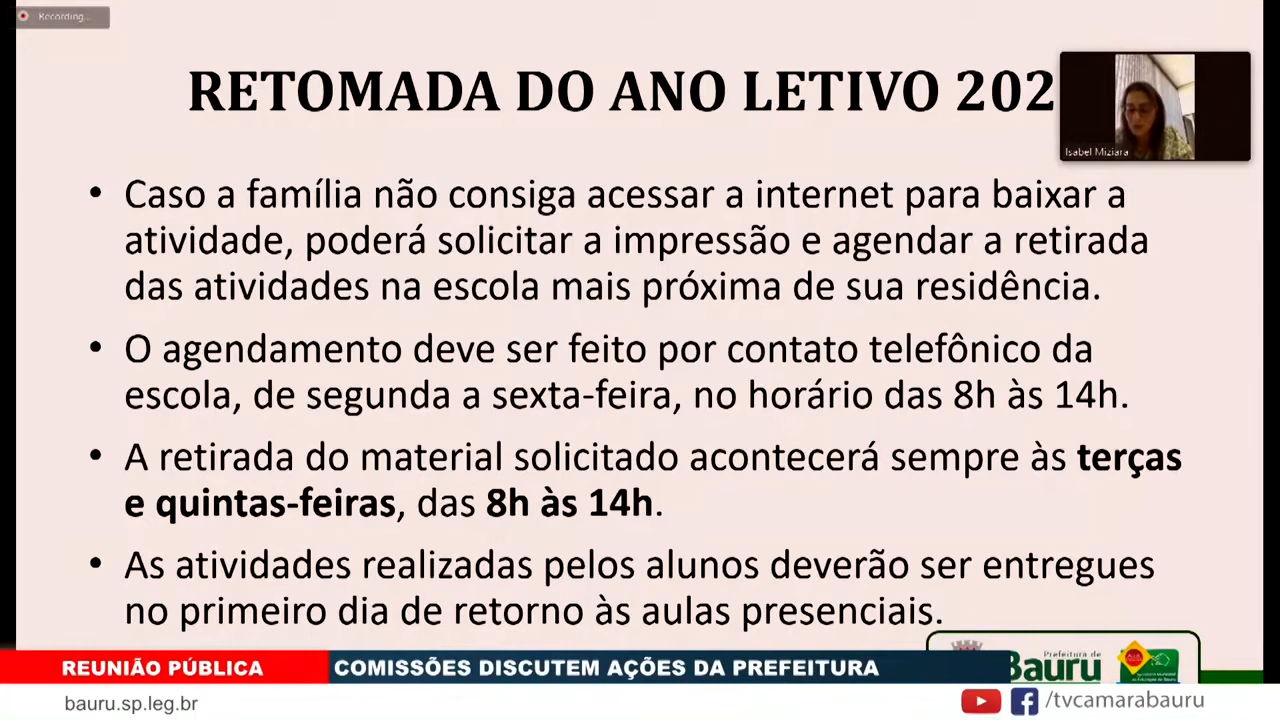 Recording...
RETOMADA DO ANO LETIVO 202
Isabel Miziara
• Caso a família não consiga acessar a internet para baixar a
atividade, poderá solicitar a impressão e agendar a retirada
das atividades na escola mais próxima de sua residência.
• O agendamento deve ser feito por contato telefônico da
escola, de segunda a sexta-feira, no horário das 8h às 14h.
• A retirada do material solicitado acontecerá sempre às terças
e quintas-feiras, das 8h às 14h.
• As atividades realizadas pelos alunos deverão ser entregues
no primeiro dia de retorno às aulas presenciais.
Prefeitura de
Bauru
REUNIÃO PÚBLICA
COMISSÕES DISCUTEM AÇÕES DA PREFEITURA
bauru.sp.leg.br
/tvcamarabauru